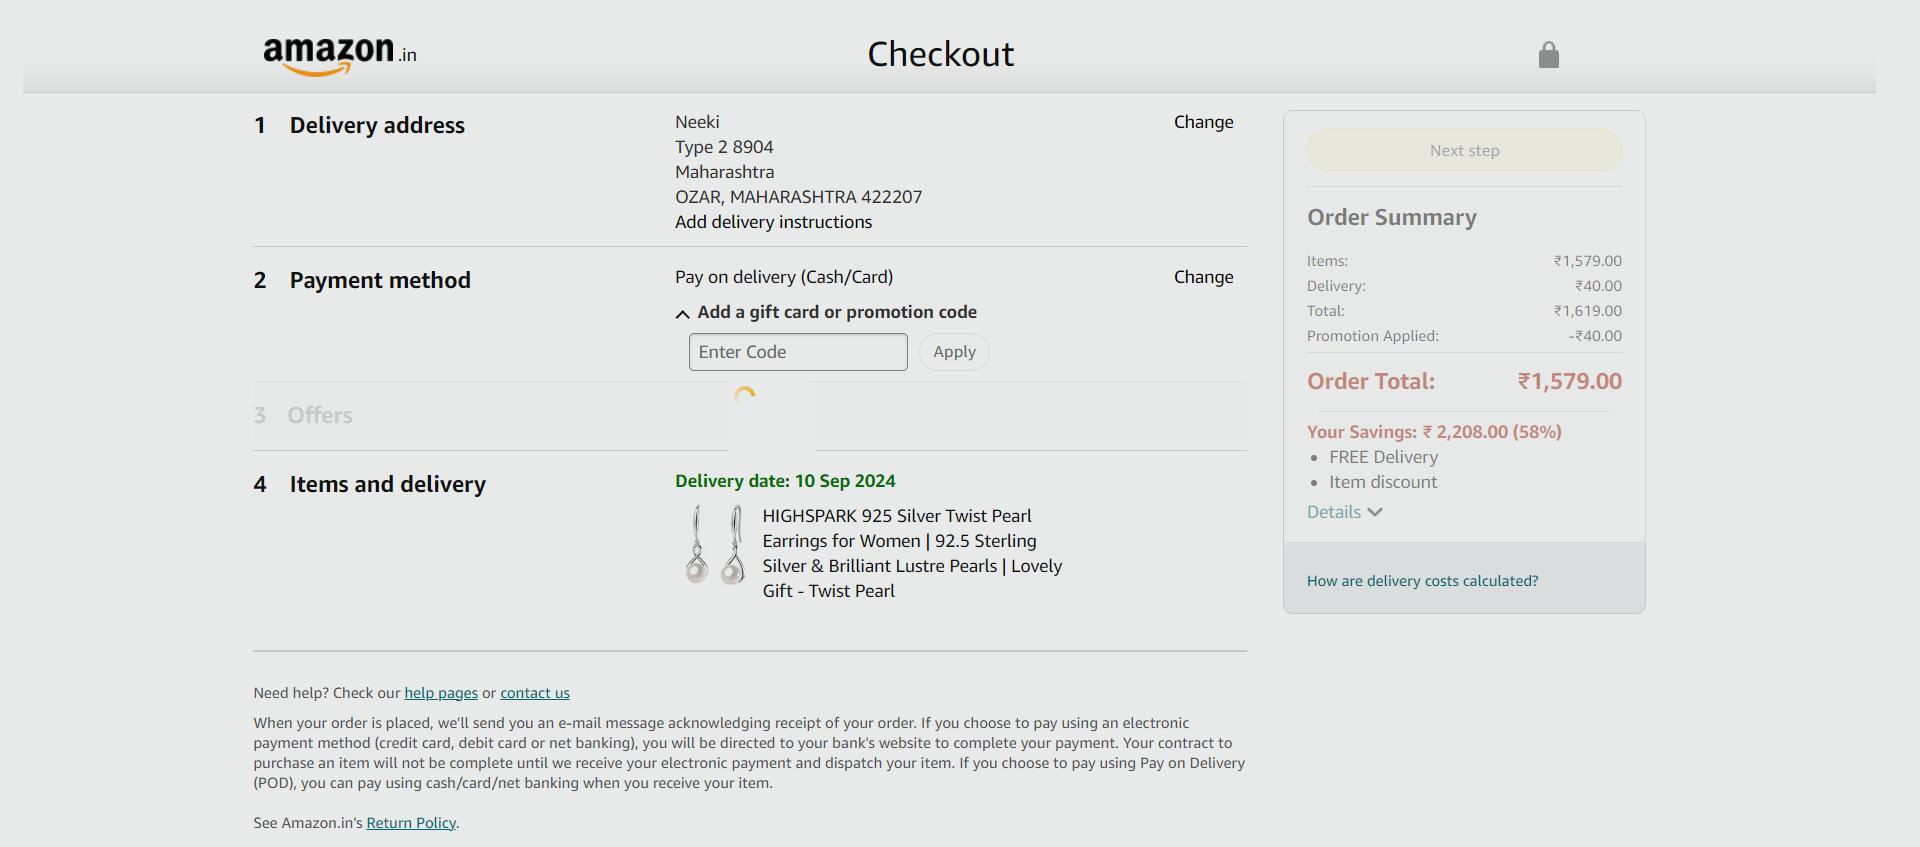 amazon.in
Checkout
1 Delivery address
Neeki
Type 2 8904
Maharashtra
OZAR, MAHARASHTRA 422207
Add delivery instructions
Change
2 Payment method
Pay on delivery (Cash/Card)
Change
Add a gift card or promotion code
Enter Code
Apply
3 Offers
4 Items and delivery
Delivery date: 10 Sep 2024
HIGHSPARK 925 Silver Twist Pearl
Earrings for Women | 92.5 Sterling
Silver & Brilliant Lustre Pearls | Lovely
Gift - Twist Pearl
Next step
Order Summary
Items: ₹1,579.00
Delivery: ₹40.00
Total: ₹1,619.00
Promotion Applied: -₹40.00
Order Total: ₹1,579.00
Your Savings: ₹ 2,208.00 (58%)
• FREE Delivery
• Item discount
Details
How are delivery costs calculated?
Need help? Check our help pages or contact us
When your order is placed, we'll send you an e-mail message acknowledging receipt of your order. If you choose to pay using an electronic
payment method (credit card, debit card or net banking), you will be directed to your bank's website to complete your payment. Your contract to
purchase an item will not be complete until we receive your electronic payment and dispatch your item. If you choose to pay using Pay on Delivery
(POD), you can pay using cash/card/net banking when you receive your item.
See Amazon.in's Return Policy.